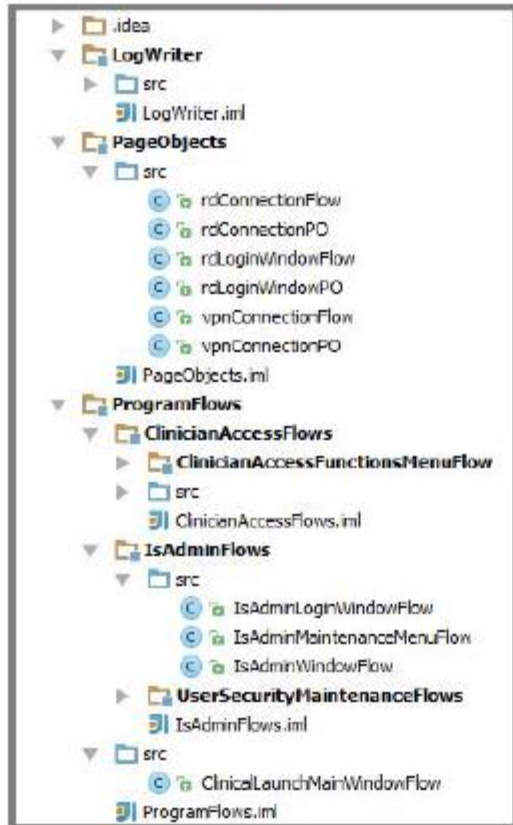 .idea
LogWriter
src
LogWriter.iml
PageObjects
src
rdConnectionFlow
rdConnectionPO
rdLoginWindowFlow
rdLoginWindowPO
vpnConnectionFlow
vpnConnectionPO
PageObjects.iml
ProgramFlows
ClinicianAccessFlows
ClinicianAccessFunctionsMenuFlow
src
ClinicianAccessFlows.iml
IsAdminFlows
src
IsAdminLoginWindowFlow
IsAdminMaintenanceMenuFlow
IsAdminWindowFlow
UserSecurityMaintenanceFlows
IsAdminFlows.iml
src
ClinicalLaunchMainWindowFlow
ProgramFlows.iml